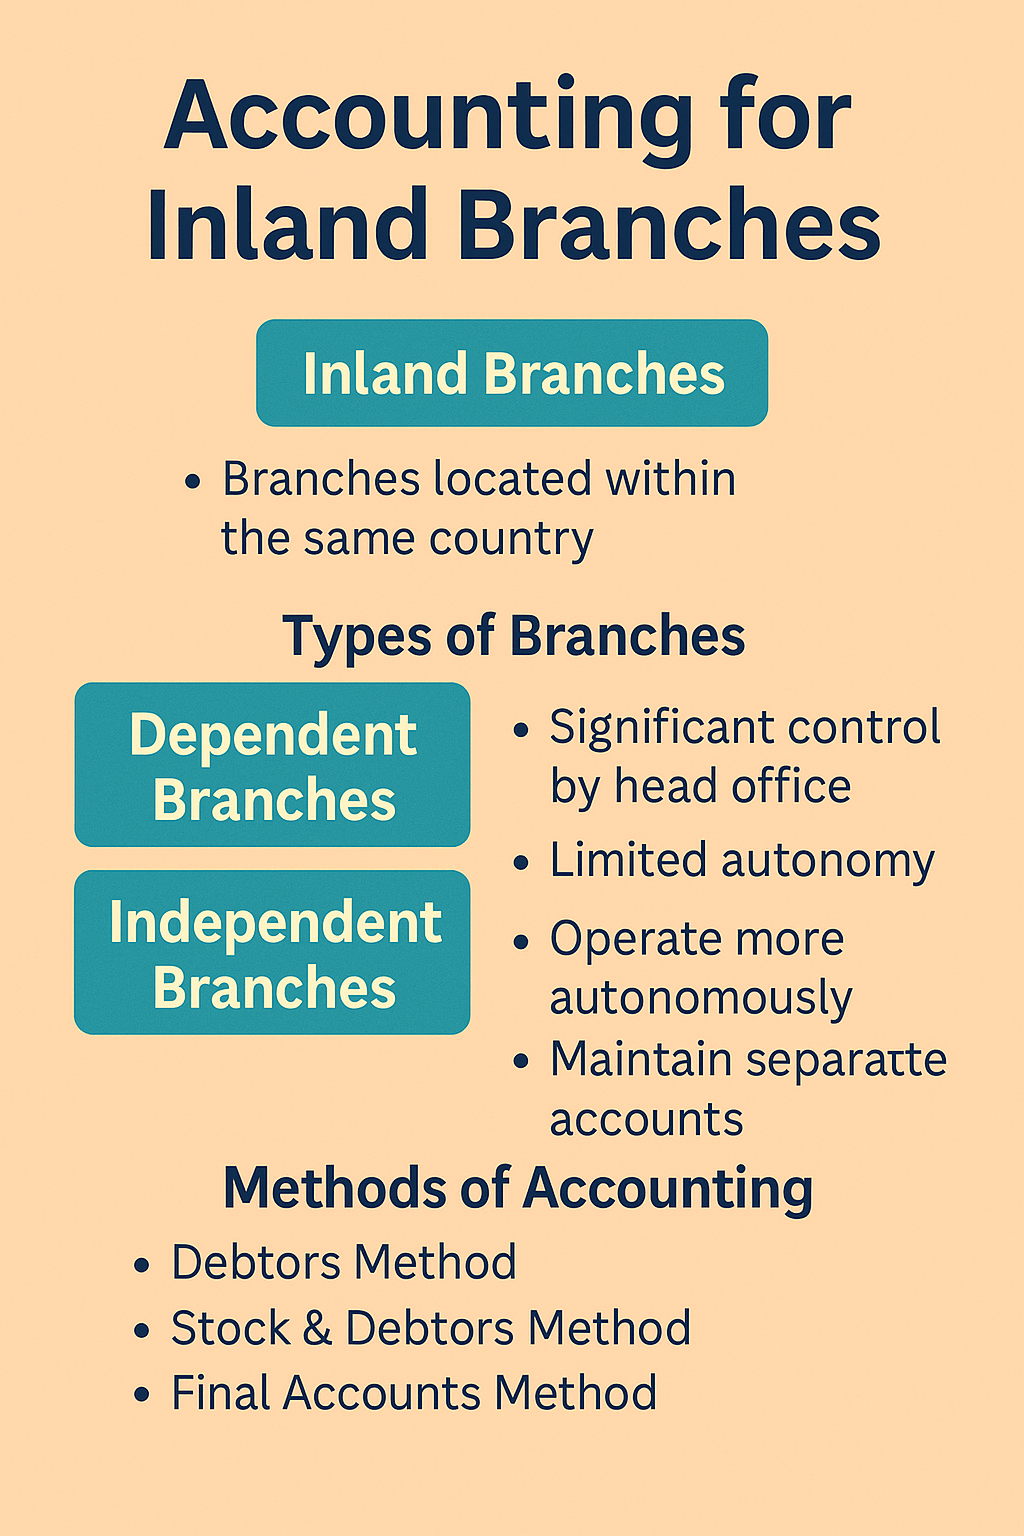 Accounting for
Inland Branches
Inland Branches
• Branches located within
the same country
Types of Branches
Dependent
Branches
• Significant control
by head office
• Limited autonomy
Independent
Branches
• Operate more
autonomously
• Maintain separaτte
accounts
Methods of Accounting
• Debtors Method
• Stock & Debtors Method
• Final Accounts Method